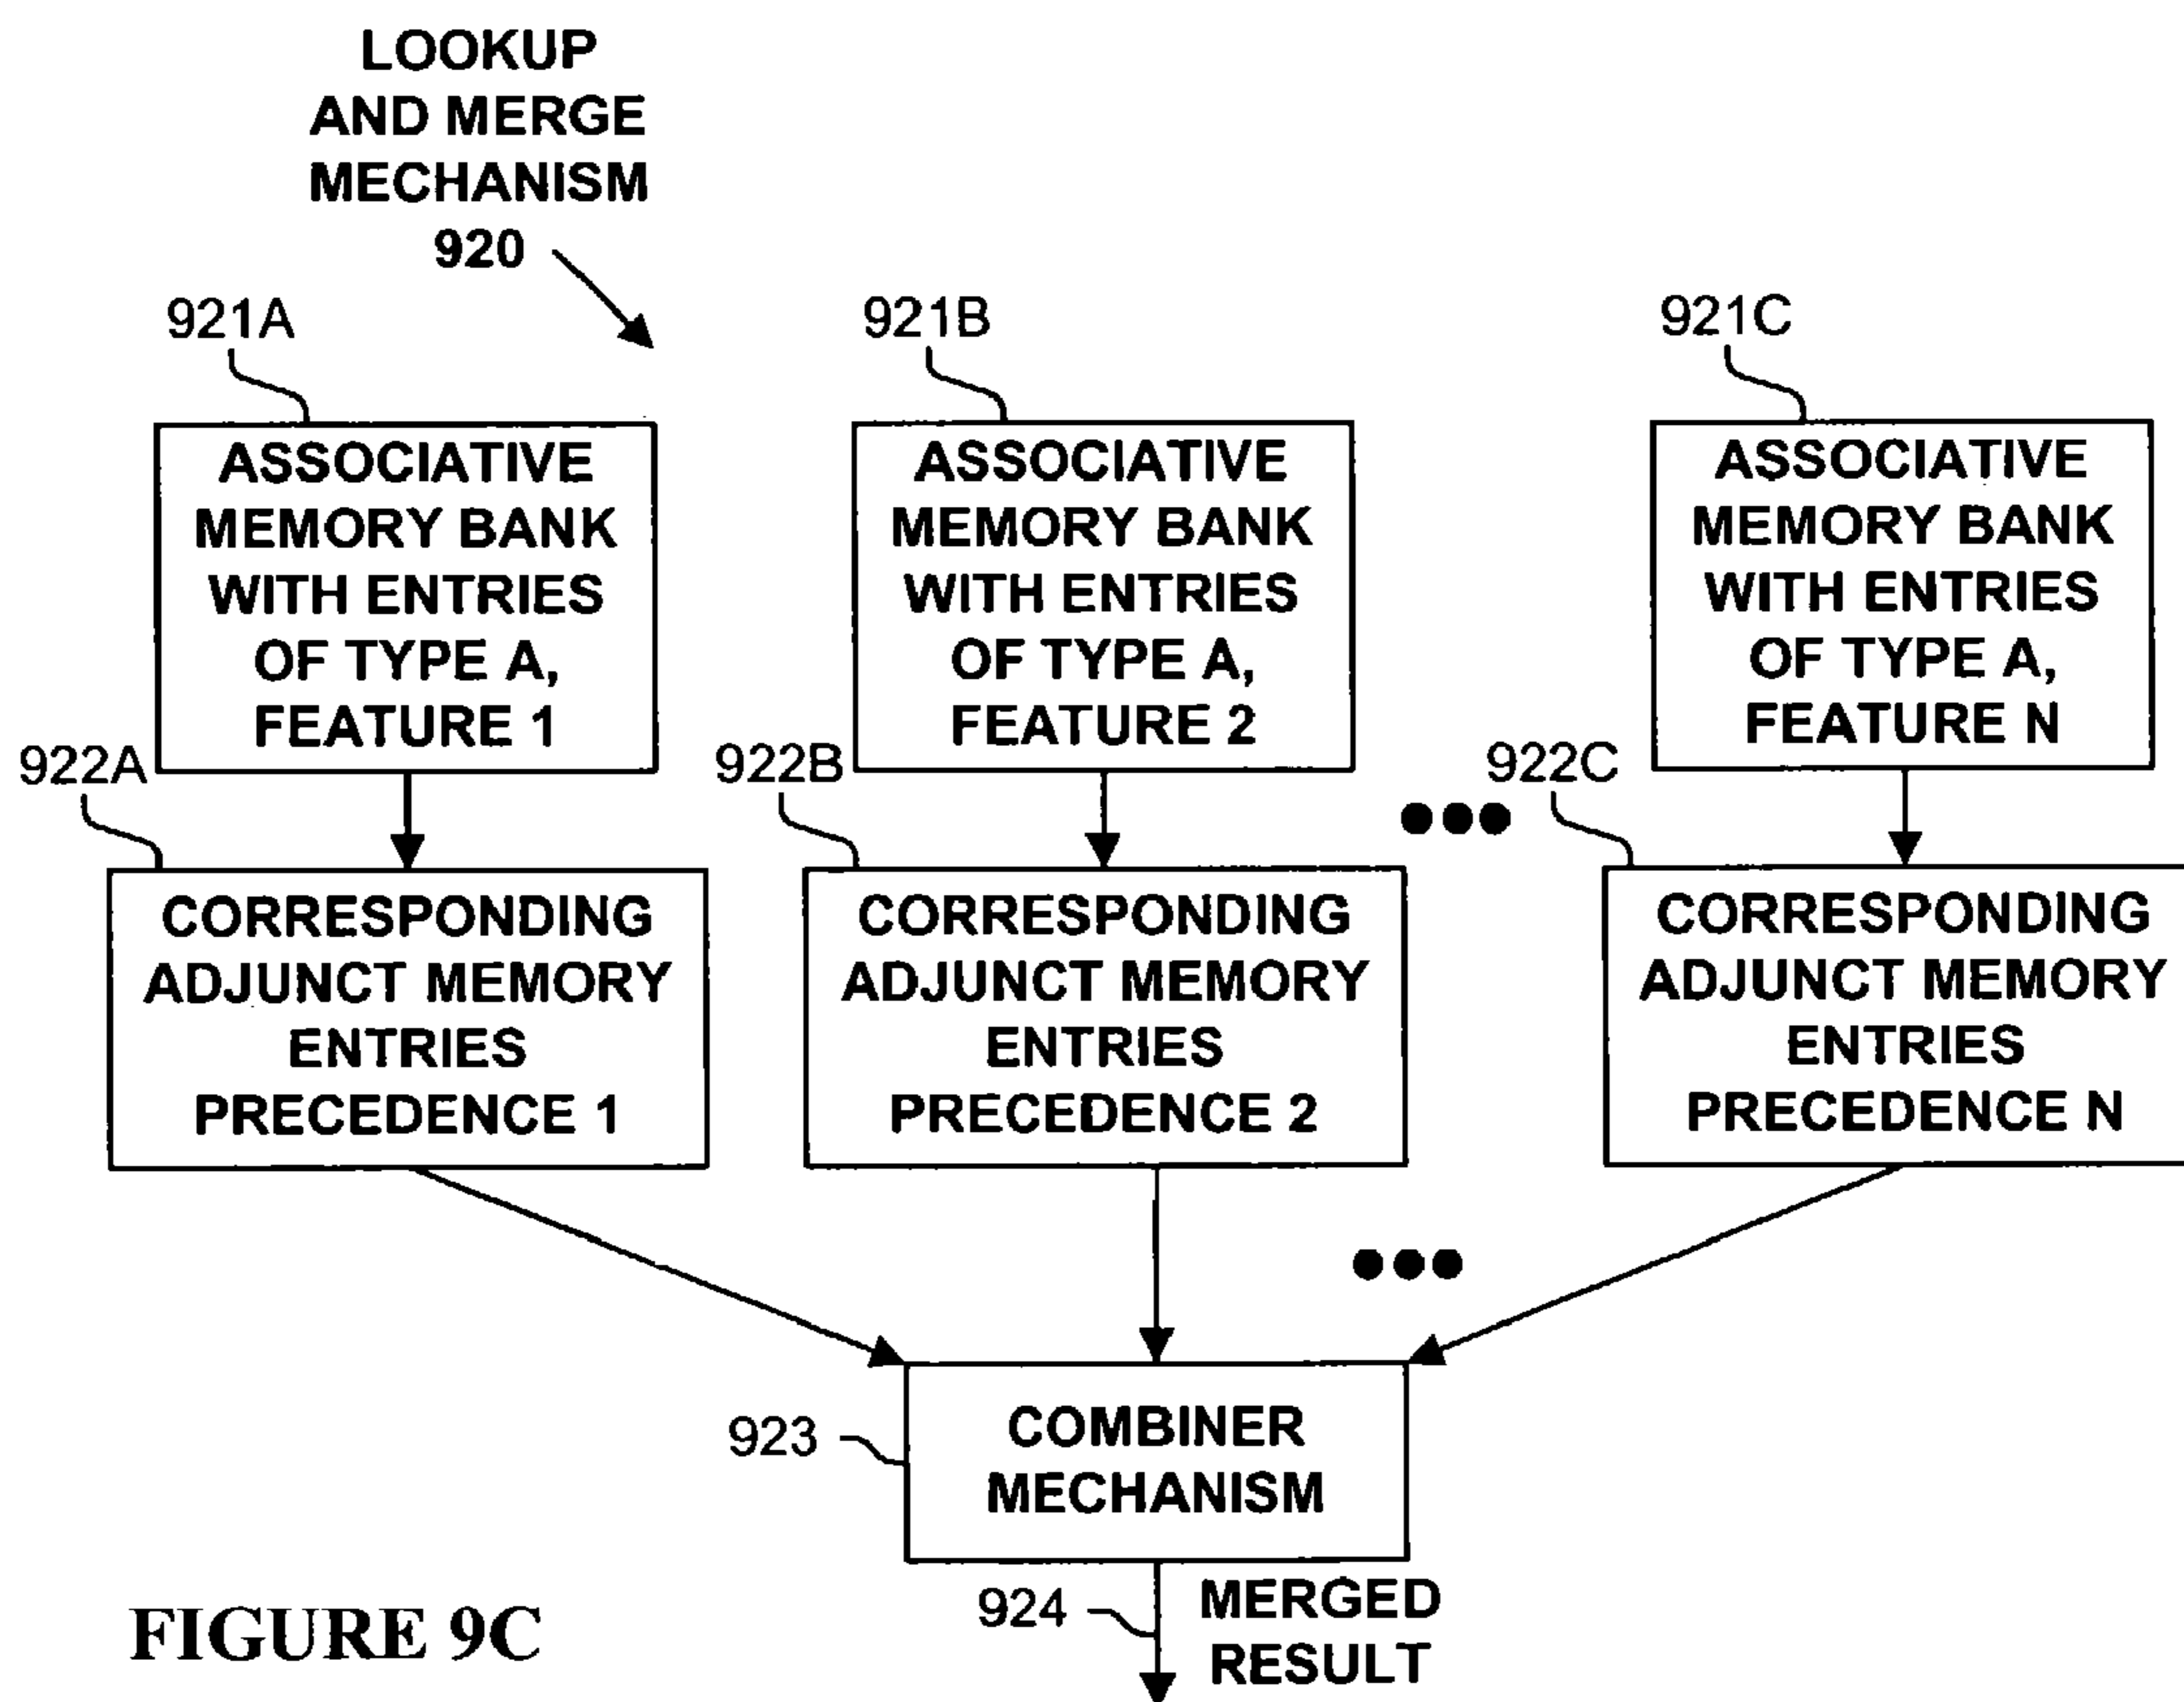 LOOKUP
AND MERGE
MECHANISM
920
921A
921B
921C
ASSOCIATIVE
MEMORY BANK
WITH ENTRIES
OF TYPE A,
FEATURE 1
ASSOCIATIVE
MEMORY BANK
WITH ENTRIES
OF TYPE A,
FEATURE 2
ASSOCIATIVE
MEMORY BANK
WITH ENTRIES
OF TYPE A,
FEATURE N
922A
922B
922C
CORRESPONDING
ADJUNCT MEMORY
ENTRIES
PRECEDENCE 1
CORRESPONDING
ADJUNCT MEMORY
ENTRIES
PRECEDENCE 2
CORRESPONDING
ADJUNCT MEMORY
ENTRIES
PRECEDENCE N
923
COMBINER
MECHANISM
924
MERGED
RESULT
FIGURE 9C